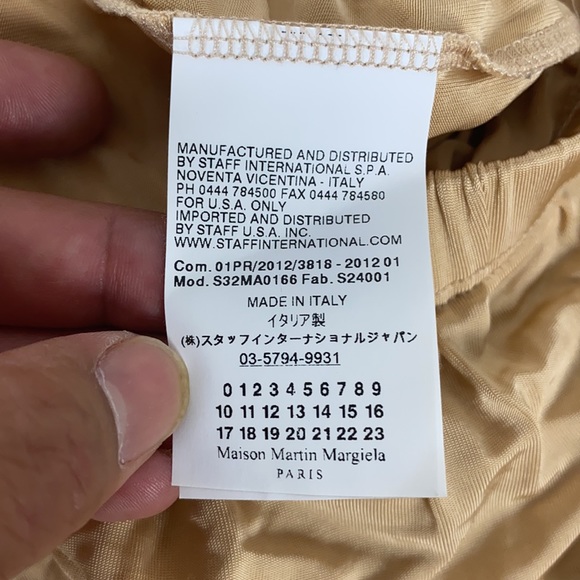 MANUFACTURED AND DISTRIBUTED
BY STAFF INTERNATIONAL S.P.A.
NOVENTA VICENTINA - ITALY
PH 0444 784500 FAX 0444 784580
FOR U.S.A. ONLY
IMPORTED AND DISTRIBUTED
BY STAFF U.S.A. INC.
WWW.STAFFINTERNATIONAL.COM
Com. 01PR/2012/3818 - 2012 01
Mod. S32MA0166 Fab. S24001
MADE IN ITALY
イタリア製
(株)スタッフインターナショナルジャパン
03-5794-9931
0 1 2 3 4 5 6 7 8 9
10 11 12 13 14 15 16
17 18 19 20 21 22 23
Maison Martin Margiela
PARIS